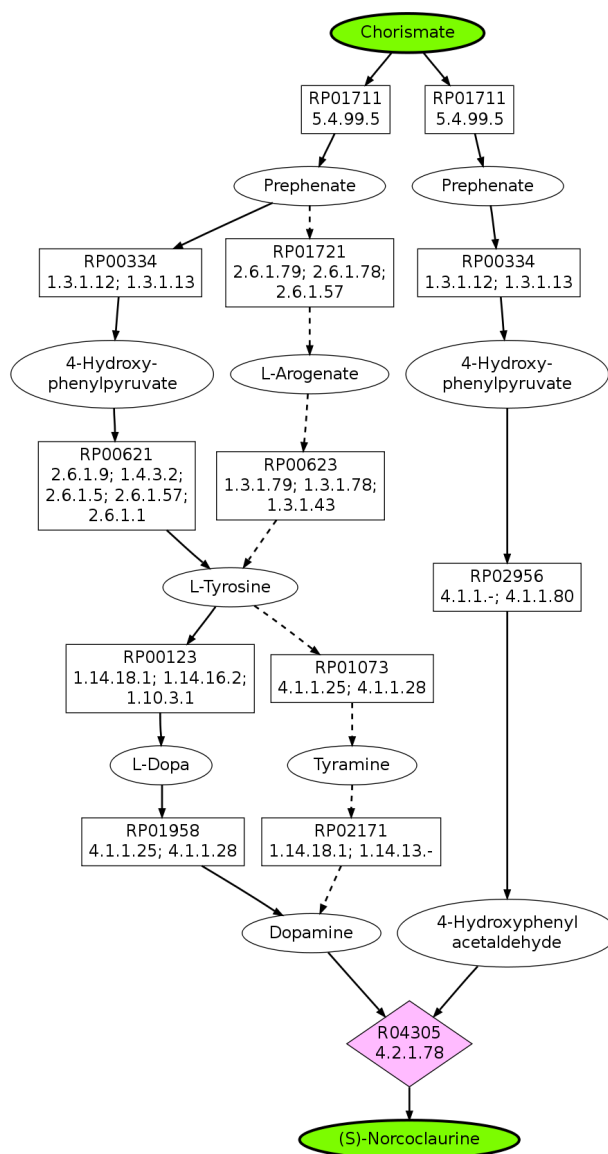 Chorismate
RP01711
5.4.99.5
RP01711
5.4.99.5
Prephenate
Prephenate
RP00334
1.3.1.12; 1.3.1.13
RP01721
2.6.1.79; 2.6.1.78;
2.6.1.57
RP00334
1.3.1.12; 1.3.1.13
4-Hydroxy-
phenylpyruvate
L-Arogenate
4-Hydroxy-
phenylpyruvate
RP00621
2.6.1.9; 1.4.3.2;
2.6.1.5; 2.6.1.57;
2.6.1.1
RP00623
1.3.1.79; 1.3.1.78;
1.3.1.43
L-Tyrosine
RP02956
4.1.1.-; 4.1.1.80
RP00123
1.14.18.1; 1.14.16.2;
1.10.3.1
RP01073
4.1.1.25; 4.1.1.28
L-Dopa
Tyramine
RP01958
4.1.1.25; 4.1.1.28
RP02171
1.14.18.1; 1.14.13.-
Dopamine
4-Hydroxyphenyl
acetaldehyde
R04305
4.2.1.78
(S)-Norcoclaurine